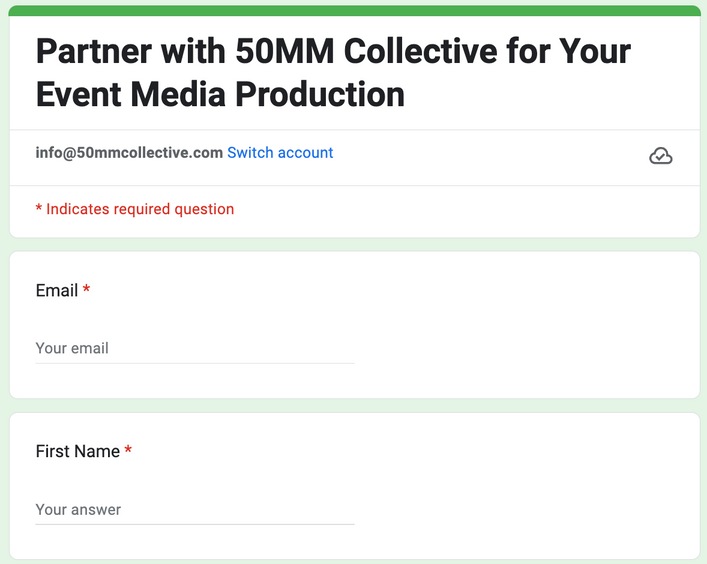 Partner with 50MM Collective for Your
Event Media Production
info@50mmcollective.com Switch account
* Indicates required question
Email *
Your email
First Name *
Your answer